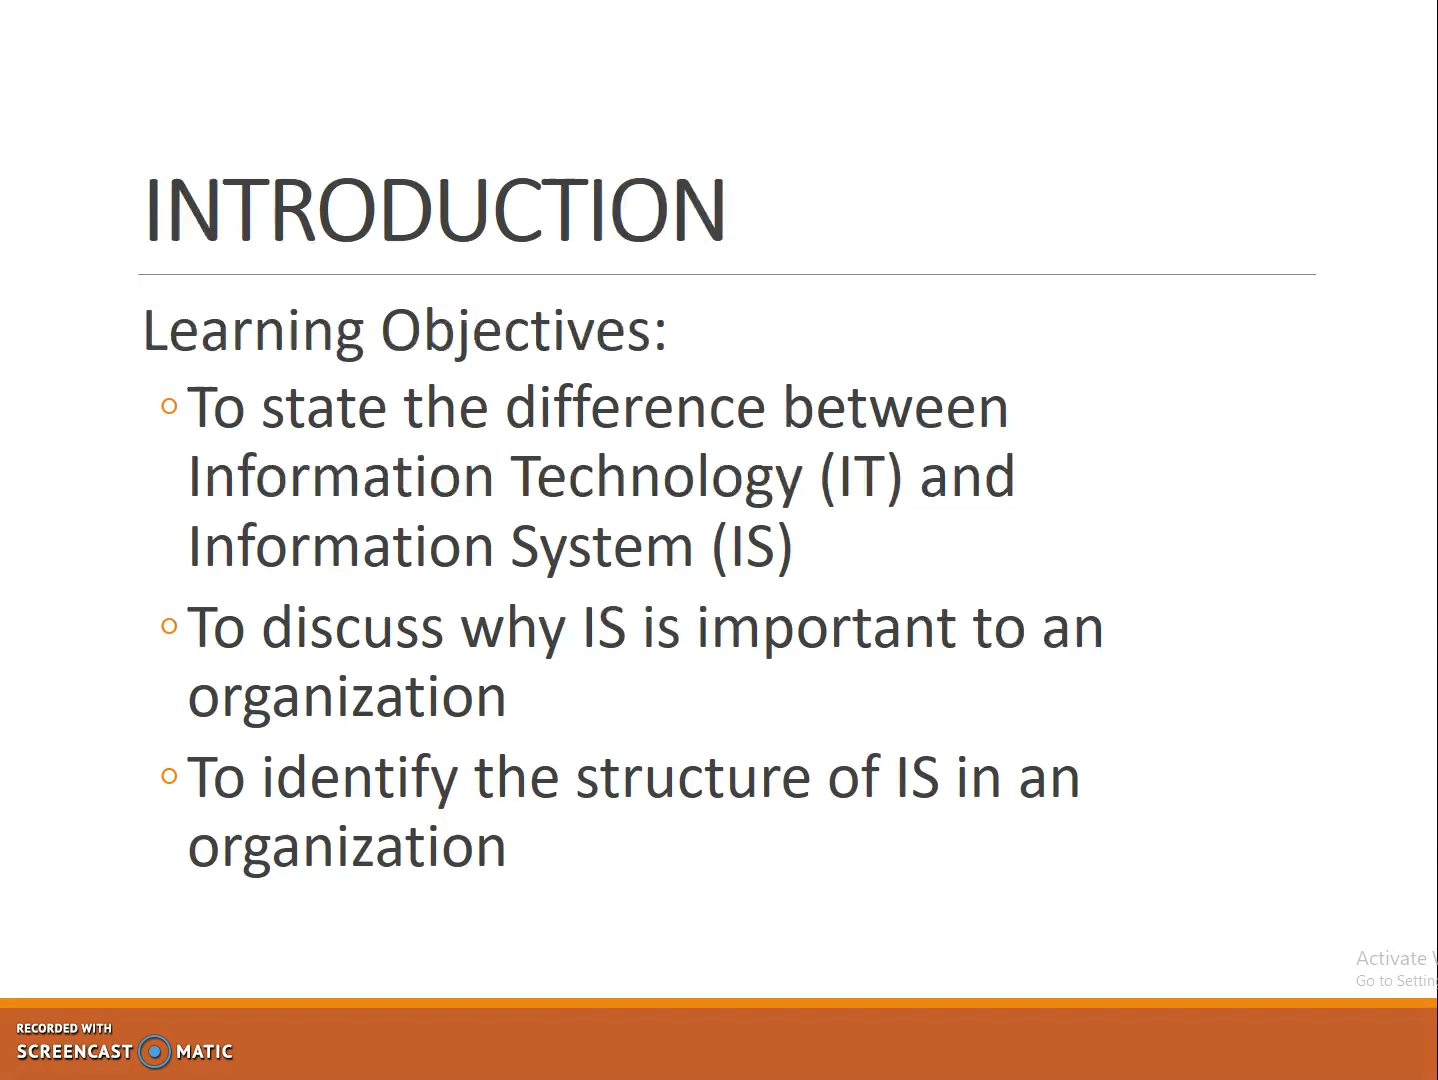 INTRODUCTION
Learning Objectives:
◦To state the difference between
Information Technology (IT) and
Information System (IS)
◦To discuss why IS is important to an
organization
◦To identify the structure of IS in an
organization
Activate
Go to
RECORDED WITH
SCREENCAST MATIC